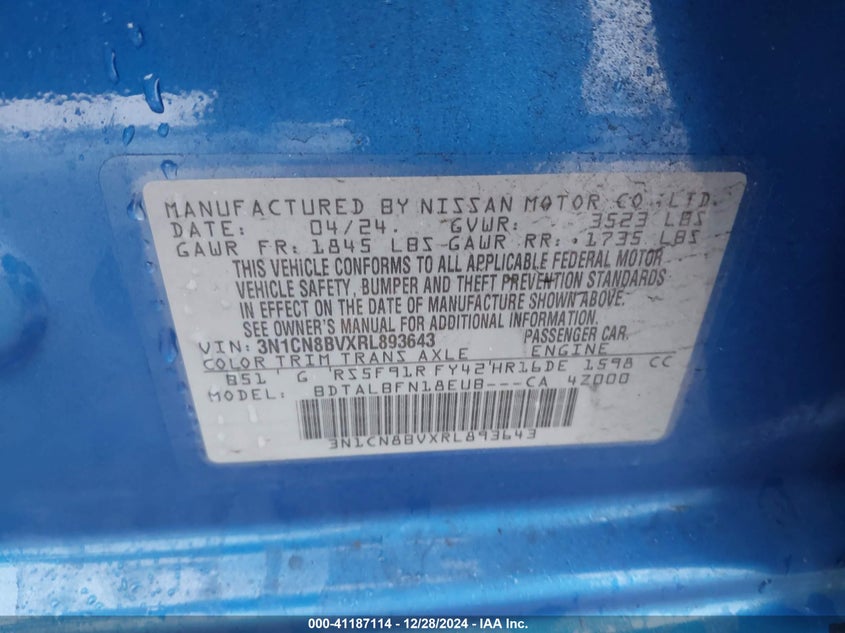 MANUFACTURED BY NISSAN MOTOR CO.,LTD.
DATE: 04/24. GVWR: 3523 LBS
GAWR FR: 1845 LBS GAWR RR: 1735 LBS
THIS VEHICLE CONFORMS TO ALL APPLICABLE FEDERAL MOTOR
VEHICLE SAFETY, BUMPER AND THEFT PREVENTION STANDARDS
IN EFFECT ON THE DATE OF MANUFACTURE SHOWN ABOVE.
SEE OWNER'S MANUAL FOR ADDITIONAL INFORMATION.
VIN: 3N1CN8BVXRL893643 PASSENGER CAR.
COLOR TRIM TRANS AXLE ENGINE
B51 G RS5F91R FY42 HR16DE 1598 CC
MODEL: BDTALBFN18EUB---CA 4Z000
3N1CN8BVXRL893643
000-41187114 - 12/28/2024 - IAA Inc.